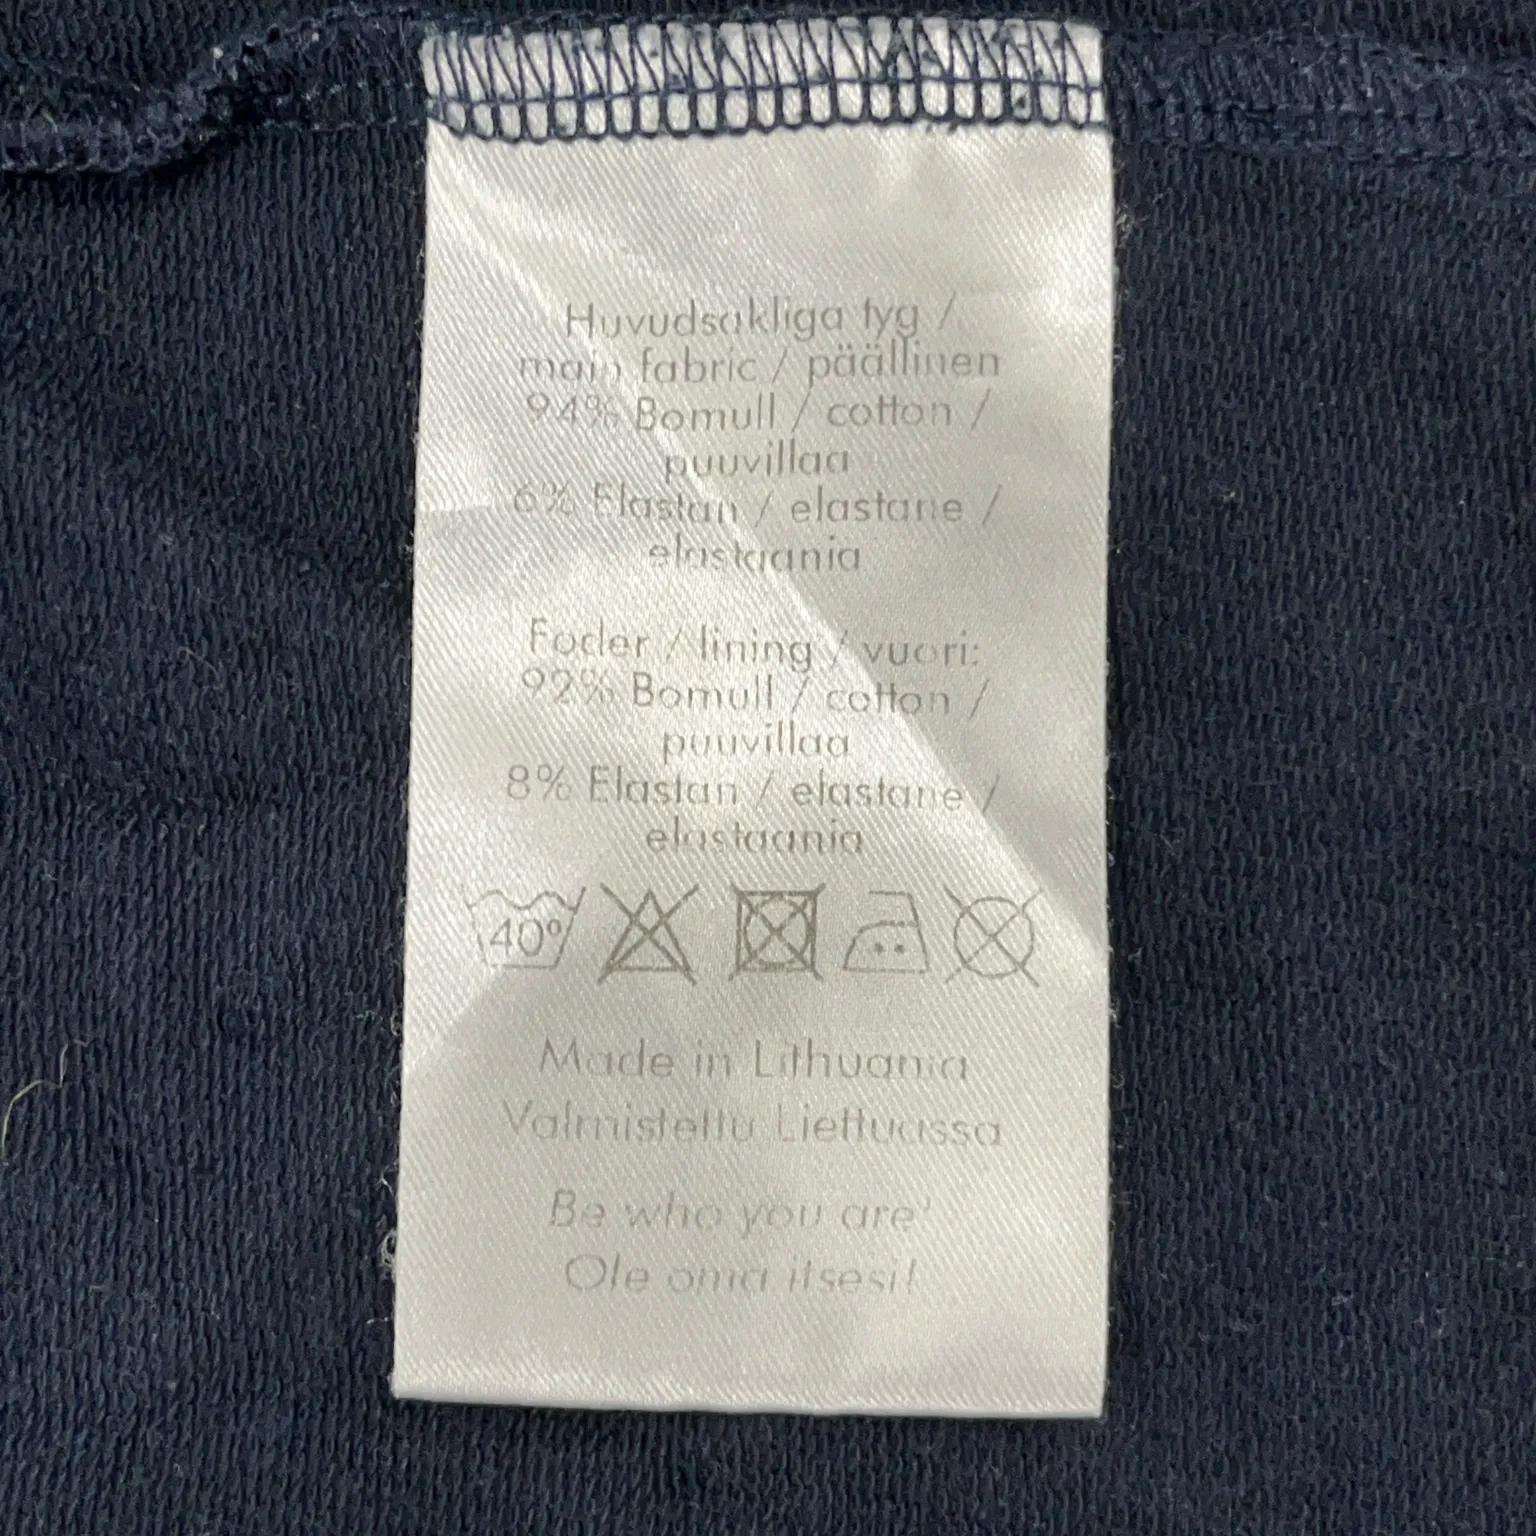 Huvudsakliga tyg /
main fabric / päällinen
94% Bomull / cotton /
puuvillaa
6% Elastan / elastane /
elastaania
Foder / lining / vuori:
92% Bomull / cotton /
puuvillaa
8% Elastan / elastane /
elastaania
40°
Made in Lithuania
Valmistettu Liettuassa
Be who you are!
Ole oma itsesi!